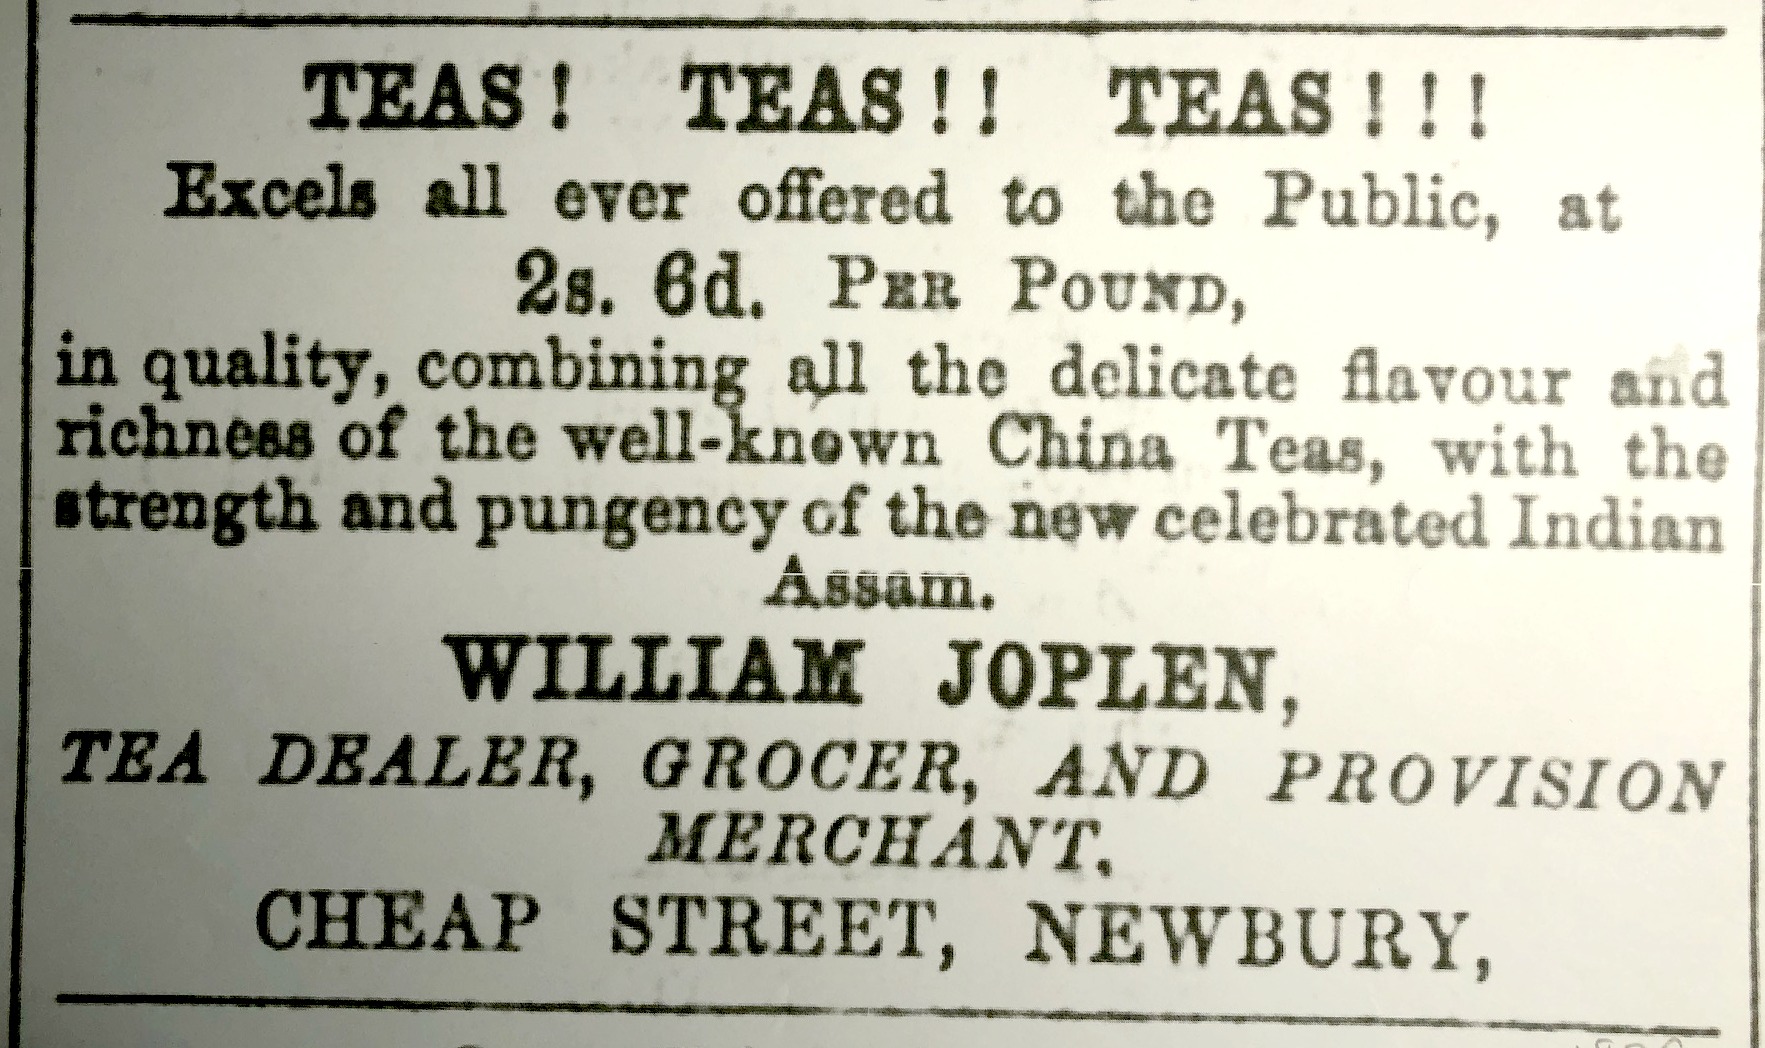 TEAS! TEAS!! TEAS!!!
Excels all ever offered to the Public, at
2s. 6d. PER POUND,
in quality, combining all the delicate flavour and
richness of the well-known China Teas, with the
strength and pungency of the new celebrated Indian
Assam.
WILLIAM JOPLEN,
TEA DEALER, GROCER, AND PROVISION
MERCHANT,
CHEAP STREET, NEWBURY,